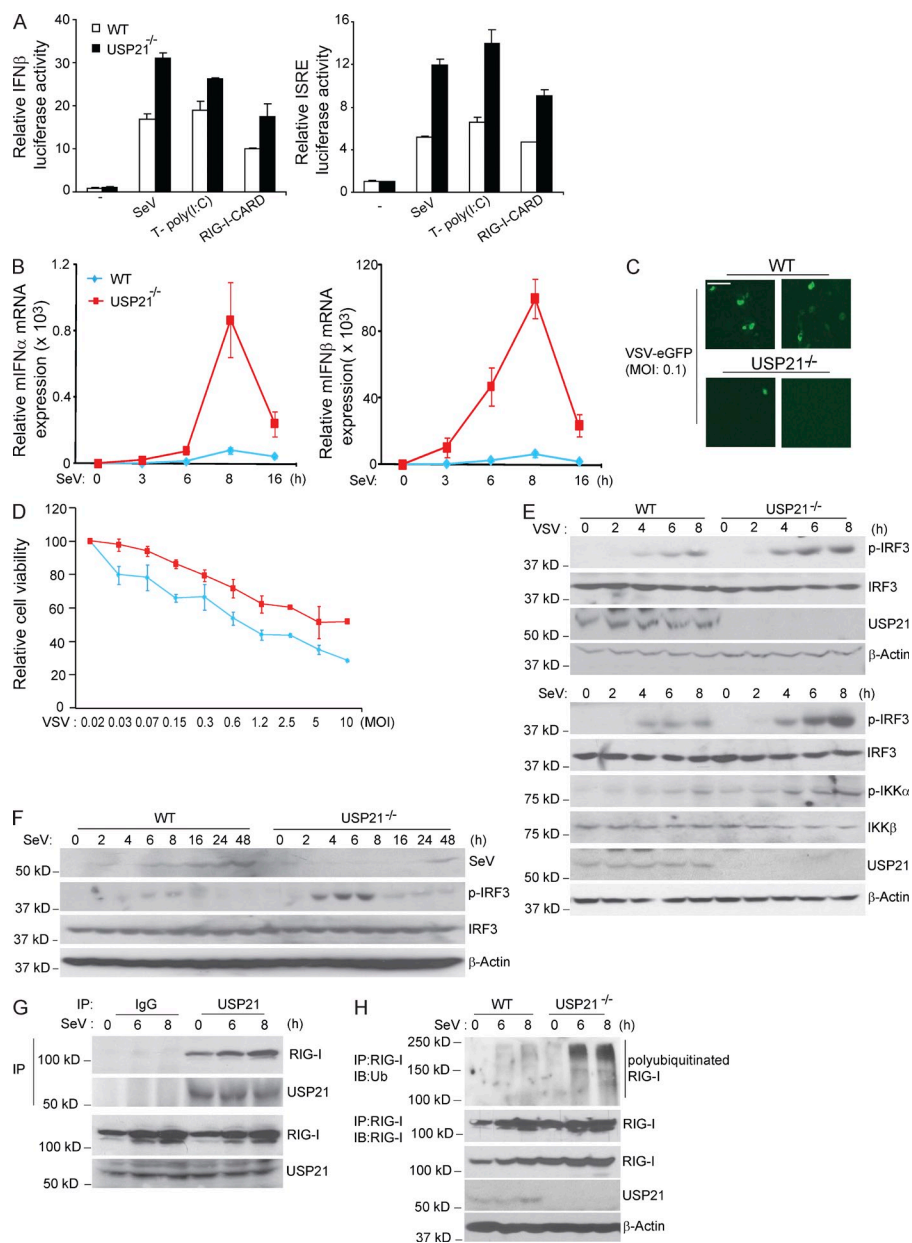 A
Relative IFNβ
luciferase activity
40
30
20
10
0
WT
USP21-/-
-
SeV
T- poly(I:C)
RIG-I-CARD
Relative ISRE
luciferase activity
16
12
8
4
0
-
SeV
T- poly(I:C)
RIG-I-CARD
B
Relative mIFNα mRNA
expression (x 10³)
1.2
0.8
0.4
0
WT
USP21-/-
SeV: 0 3 6 8 16 (h)
Relative mIFNβ mRNA
expression( x 10³)
120
80
40
0
SeV: 0 3 6 8 16 (h)
C
WT
VSV-eGFP
(MOI: 0.1)
USP21-/-
D
Relative cell viability
120
100
80
60
40
20
0
VSV : 0.02 0.03 0.07 0.15 0.3 0.6 1.2 2.5 5 10 (MOI)
E
WT USP21-/-
VSV : 0 2 4 6 8 0 2 4 6 8 (h)
37 kD p-IRF3
37 kD IRF3
50 kD USP21
37 kD β-Actin
SeV: 0 2 4 6 8 0 2 4 6 8 (h)
37 kD p-IRF3
37 kD IRF3
75 kD p-IKKα
75 kD IKKβ
50 kD USP21
37 kD β-Actin
F
WT USP21-/-
SeV: 0 2 4 6 8 16 24 48 0 2 4 6 8 16 24 48 (h)
50 kD SeV
37 kD p-IRF3
37 kD IRF3
37 kD β-Actin
G
IP: IgG USP21
SeV : 0 6 8 0 6 8 (h)
IP
100 kD RIG-I
50 kD USP21
100 kD RIG-I
50 kD USP21
H
WT USP21-/-
SeV : 0 6 8 0 6 8 (h)
IP:RIG-I
IB:Ub
250 kD
150 kD
100 kD
polyubiquitinated
RIG-I
IP:RIG-I
IB:RIG-I
100 kD RIG-I
100 kD RIG-I
50 kD USP21
37 kD β-Actin